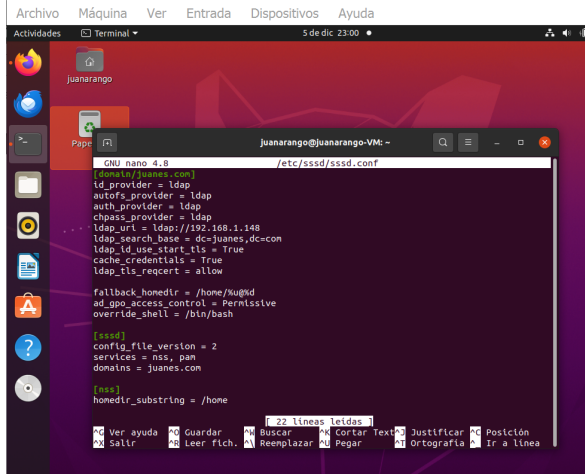 Archivo Máquina Ver Entrada Dispositivos Ayuda
Actividades Terminal 5 de dic 23:00
juanarango
Pape
juanarango@juanarango-VM: ~
GNU nano 4.8 /etc/sssd/sssd.conf
[domain/juanes.com]
id_provider = ldap
autofs_provider = ldap
auth_provider = ldap
chpass_provider = ldap
ldap_uri = ldap://192.168.1.148
ldap_search_base = dc=juanes,dc=com
ldap_id_use_start_tls = True
cache_credentials = True
ldap_tls_reqcert = allow
fallback_homedir = /home/%u@%d
ad_gpo_access_control = Permissive
override_shell = /bin/bash
[sssd]
config_file_version = 2
services = nss, pam
domains = juanes.com
[nss]
homedir_substring = /home
[ 22 líneas leídas ]
^G Ver ayuda ^O Guardar ^W Buscar ^K Cortar Text ^J Justificar ^C Posición
^X Salir ^R Leer fich. ^\ Reemplazar ^U Pegar ^T Ortografía ^_ Ir a línea